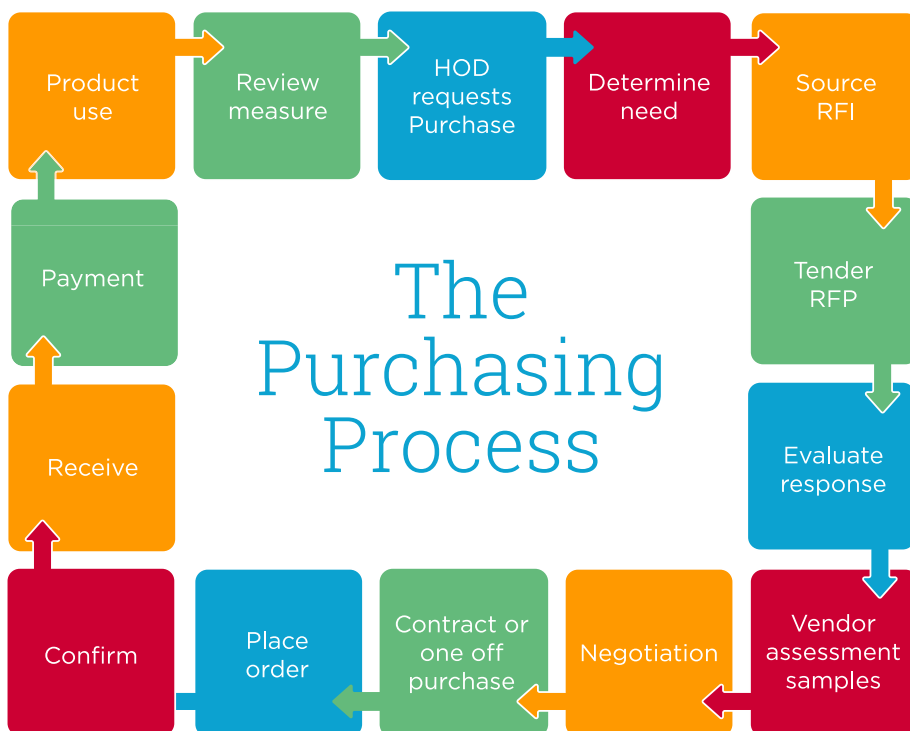 Product
use
Review
measure
HOD
requests
Purchase
Determine
need
Source
RFI
Tender
RFP
Evaluate
response
Vendor
assessment
samples
Negotiation
Contract or
one off
purchase
Place
order
Confirm
Receive
Payment
The
Purchasing
Process